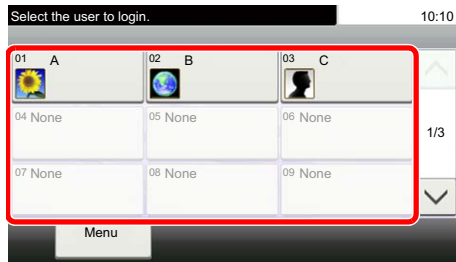 Select the user to login. 10:10
01 A 02 B 03 C
04 None 05 None 06 None
1/3
07 None 08 None 09 None
Menu